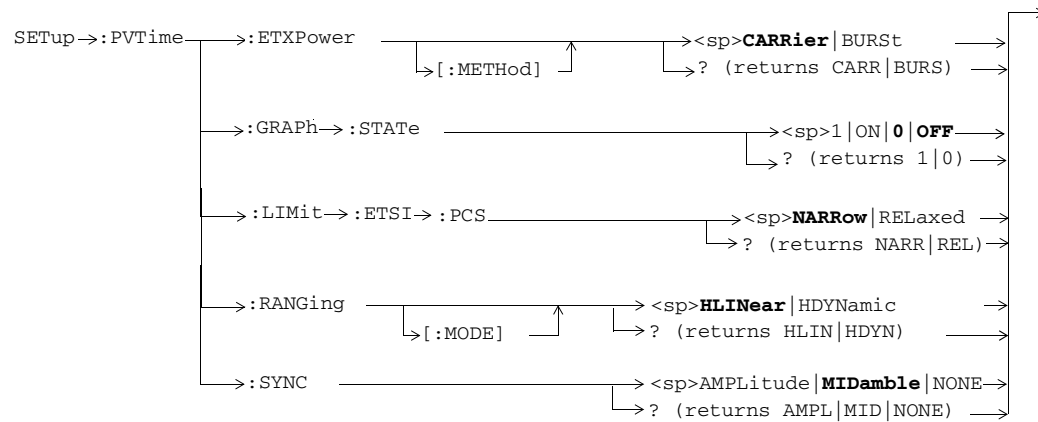 SETup :PVTime :ETXPower <sp>CARRier|BURSt
[:METHod] ? (returns CARR|BURS)
:GRAPh :STATe <sp>1|ON|0|OFF
? (returns 1|0)
:LIMit :ETSI :PCS <sp>NARRow|RELaxed
? (returns NARR|REL)
:RANGing <sp>HLINear|HDYNamic
[:MODE] ? (returns HLIN|HDYN)
:SYNC <sp>AMPLitude|MIDamble|NONE
? (returns AMPL|MID|NONE)